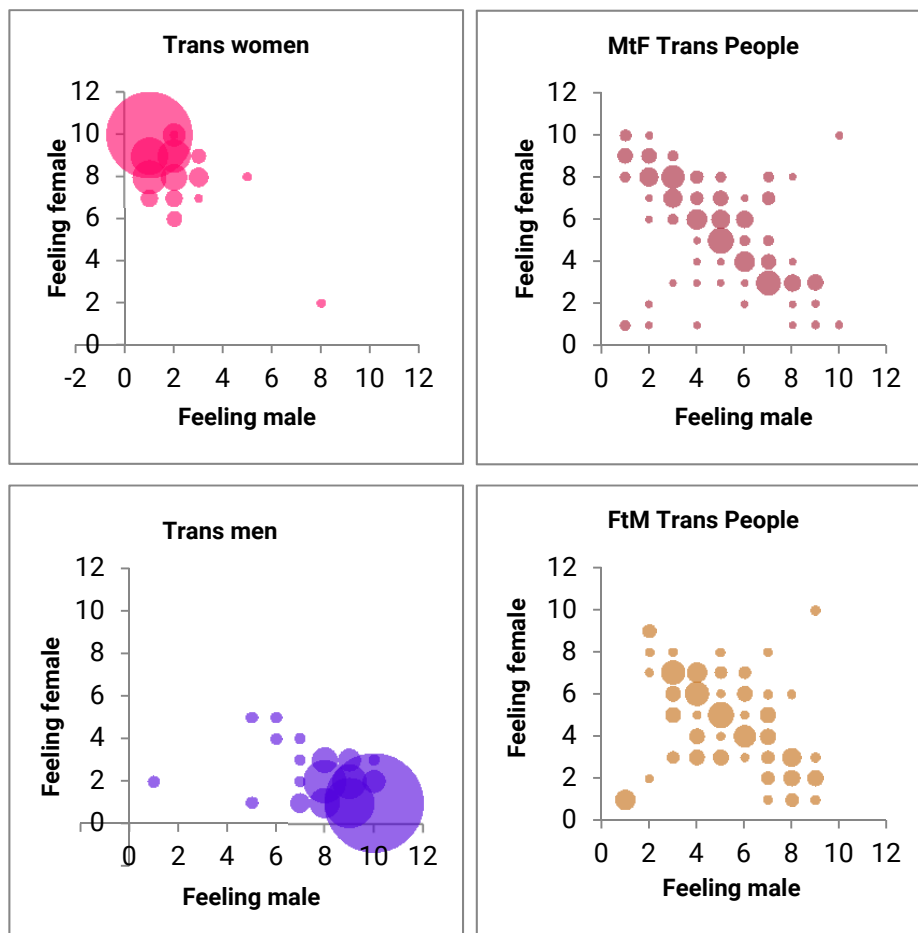 Trans women
12
10
8
6
4
2
0
-2 0 2 4 6 8 10 12
Feeling female
Feeling male
MtF Trans People
12
10
8
6
4
2
0
0 2 4 6 8 10 12
Feeling female
Feeling male
Trans men
12
10
8
6
4
2
0
0 2 4 6 8 10 12
Feeling female
Feeling male
FtM Trans People
12
10
8
6
4
2
0
0 2 4 6 8 10 12
Feeling female
Feeling male